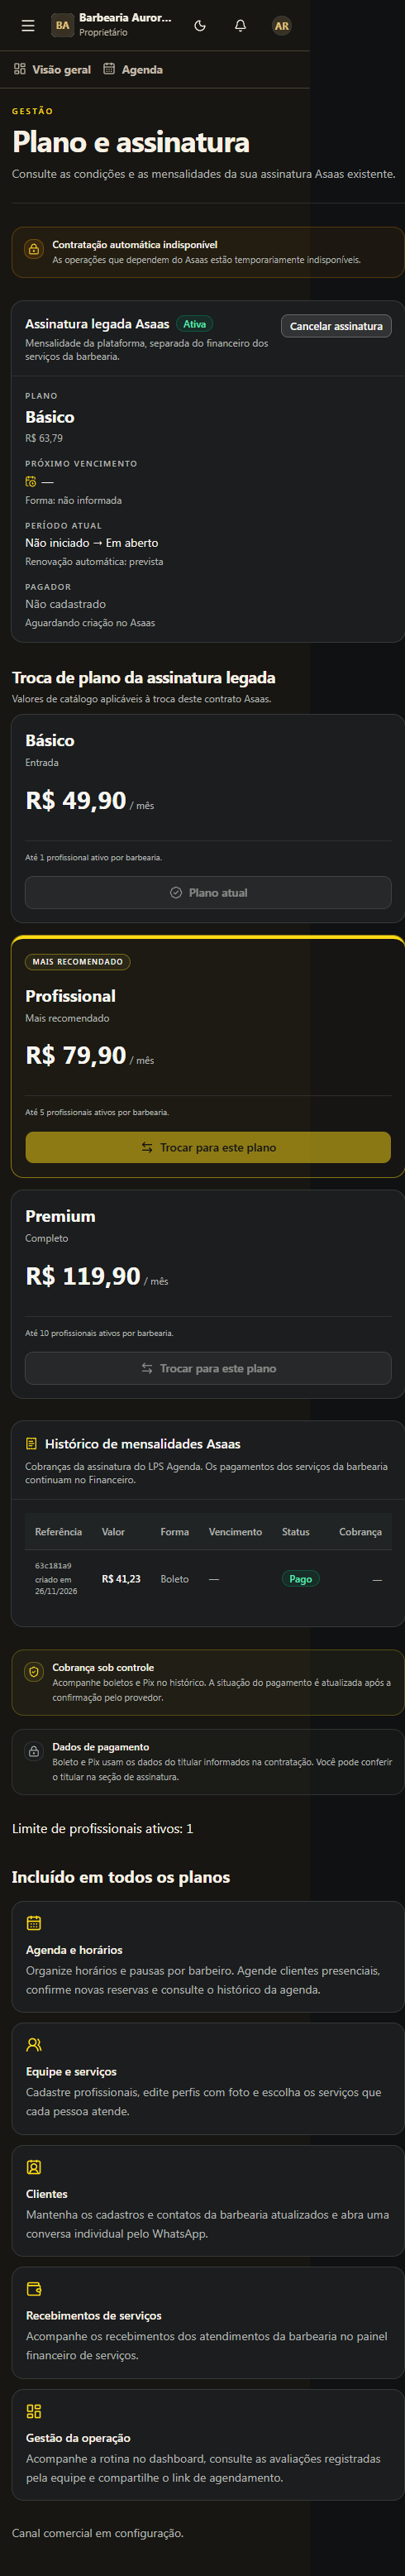 BA
Barbearia Auror...
Proprietário
AR
Visão geral
Agenda
GESTÃO
Plano e assinatura
Consulte as condições e as mensalidades da sua assinatura Asaas existente.
Contratação automática indisponível
As operações que dependem do Asaas estão temporariamente indisponíveis.
Assinatura legada Asaas
Ativa
Cancelar assinatura
Mensalidade da plataforma, separada do financeiro dos
serviços da barbearia.
PLANO
Básico
R$ 63,79
PRÓXIMO VENCIMENTO
—
Forma: não informada
PERÍODO ATUAL
Não iniciado → Em aberto
Renovação automática: prevista
PAGADOR
Não cadastrado
Aguardando criação no Asaas
Troca de plano da assinatura legada
Valores de catálogo aplicáveis à troca deste contrato Asaas.
Básico
Entrada
R$ 49,90 / mês
Até 1 profissional ativo por barbearia.
Plano atual
MAIS RECOMENDADO
Profissional
Mais recomendado
R$ 79,90 / mês
Até 5 profissionais ativos por barbearia.
Trocar para este plano
Premium
Completo
R$ 119,90 / mês
Até 10 profissionais ativos por barbearia.
Trocar para este plano
Histórico de mensalidades Asaas
Cobranças da assinatura do LPS Agenda. Os pagamentos dos serviços da barbearia
continuam no Financeiro.
Referência Valor Forma Vencimento Status Cobrança
63c181a9
criado em
26/11/2026
R$ 41,23 Boleto — Pago —
Cobrança sob controle
Acompanhe boletos e Pix no histórico. A situação do pagamento é atualizada após a
confirmação pelo provedor.
Dados de pagamento
Boleto e Pix usam os dados do titular informados na contratação. Você pode conferir
o titular na seção de assinatura.
Limite de profissionais ativos: 1
Incluído em todos os planos
Agenda e horários
Organize horários e pausas por barbeiro. Agende clientes presenciais,
confirme novas reservas e consulte o histórico da agenda.
Equipe e serviços
Cadastre profissionais, edite perfis com foto e escolha os serviços que
cada pessoa atende.
Clientes
Mantenha os cadastros e contatos da barbearia atualizados e abra uma
conversa individual pelo WhatsApp.
Recebimentos de serviços
Acompanhe os recebimentos dos atendimentos da barbearia no painel
financeiro de serviços.
Gestão da operação
Acompanhe a rotina no dashboard, consulte as avaliações registradas
pela equipe e compartilhe o link de agendamento.
Canal comercial em configuração.